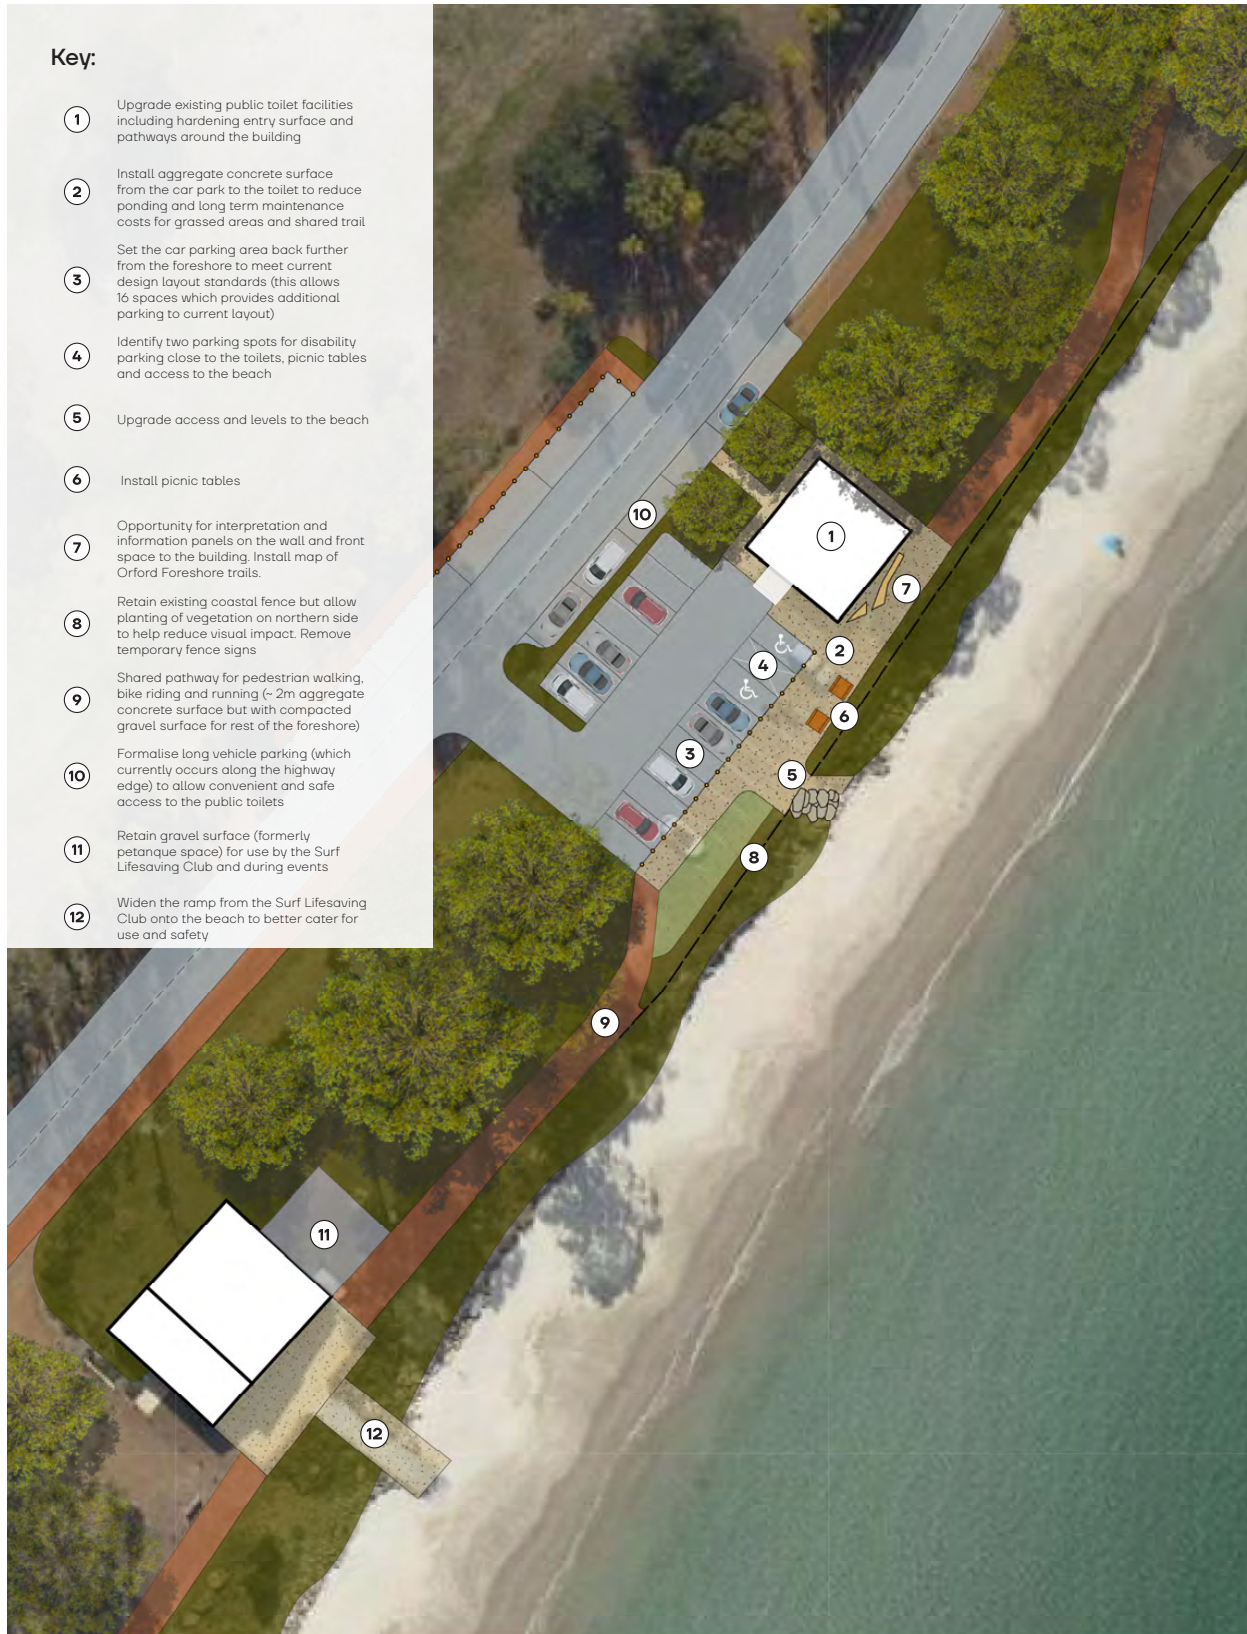 Key:
1
Upgrade existing public toilet facilities
including hardening entry surface and
pathways around the building
2
Install aggregate concrete surface
from the car park to the toilet to reduce
ponding and long term maintenance
costs for grassed areas and shared trail
3
Set the car parking area back further
from the foreshore to meet current
design layout standards (this allows
16 spaces which provides additional
parking to current layout)
4
Identify two parking spots for disability
parking close to the toilets, picnic tables
and access to the beach
5
Upgrade access and levels to the beach
6
Install picnic tables
7
Opportunity for interpretation and
information panels on the wall and front
space to the building. Install map of
Orford Foreshore trails.
8
Retain existing coastal fence but allow
planting of vegetation on northern side
to help reduce visual impact. Remove
temporary fence signs
9
Shared pathway for pedestrian walking,
bike riding and running (~ 2m aggregate
concrete surface but with compacted
gravel surface for rest of the foreshore)
10
Formalise long vehicle parking (which
currently occurs along the highway
edge) to allow convenient and safe
access to the public toilets
11
Retain gravel surface (formerly
petanque space) for use by the Surf
Lifesaving Club and during events
12
Widen the ramp from the Surf Lifesaving
Club onto the beach to better cater for
use and safety
10
1
7
2
4
6
3
5
8
9
11
12